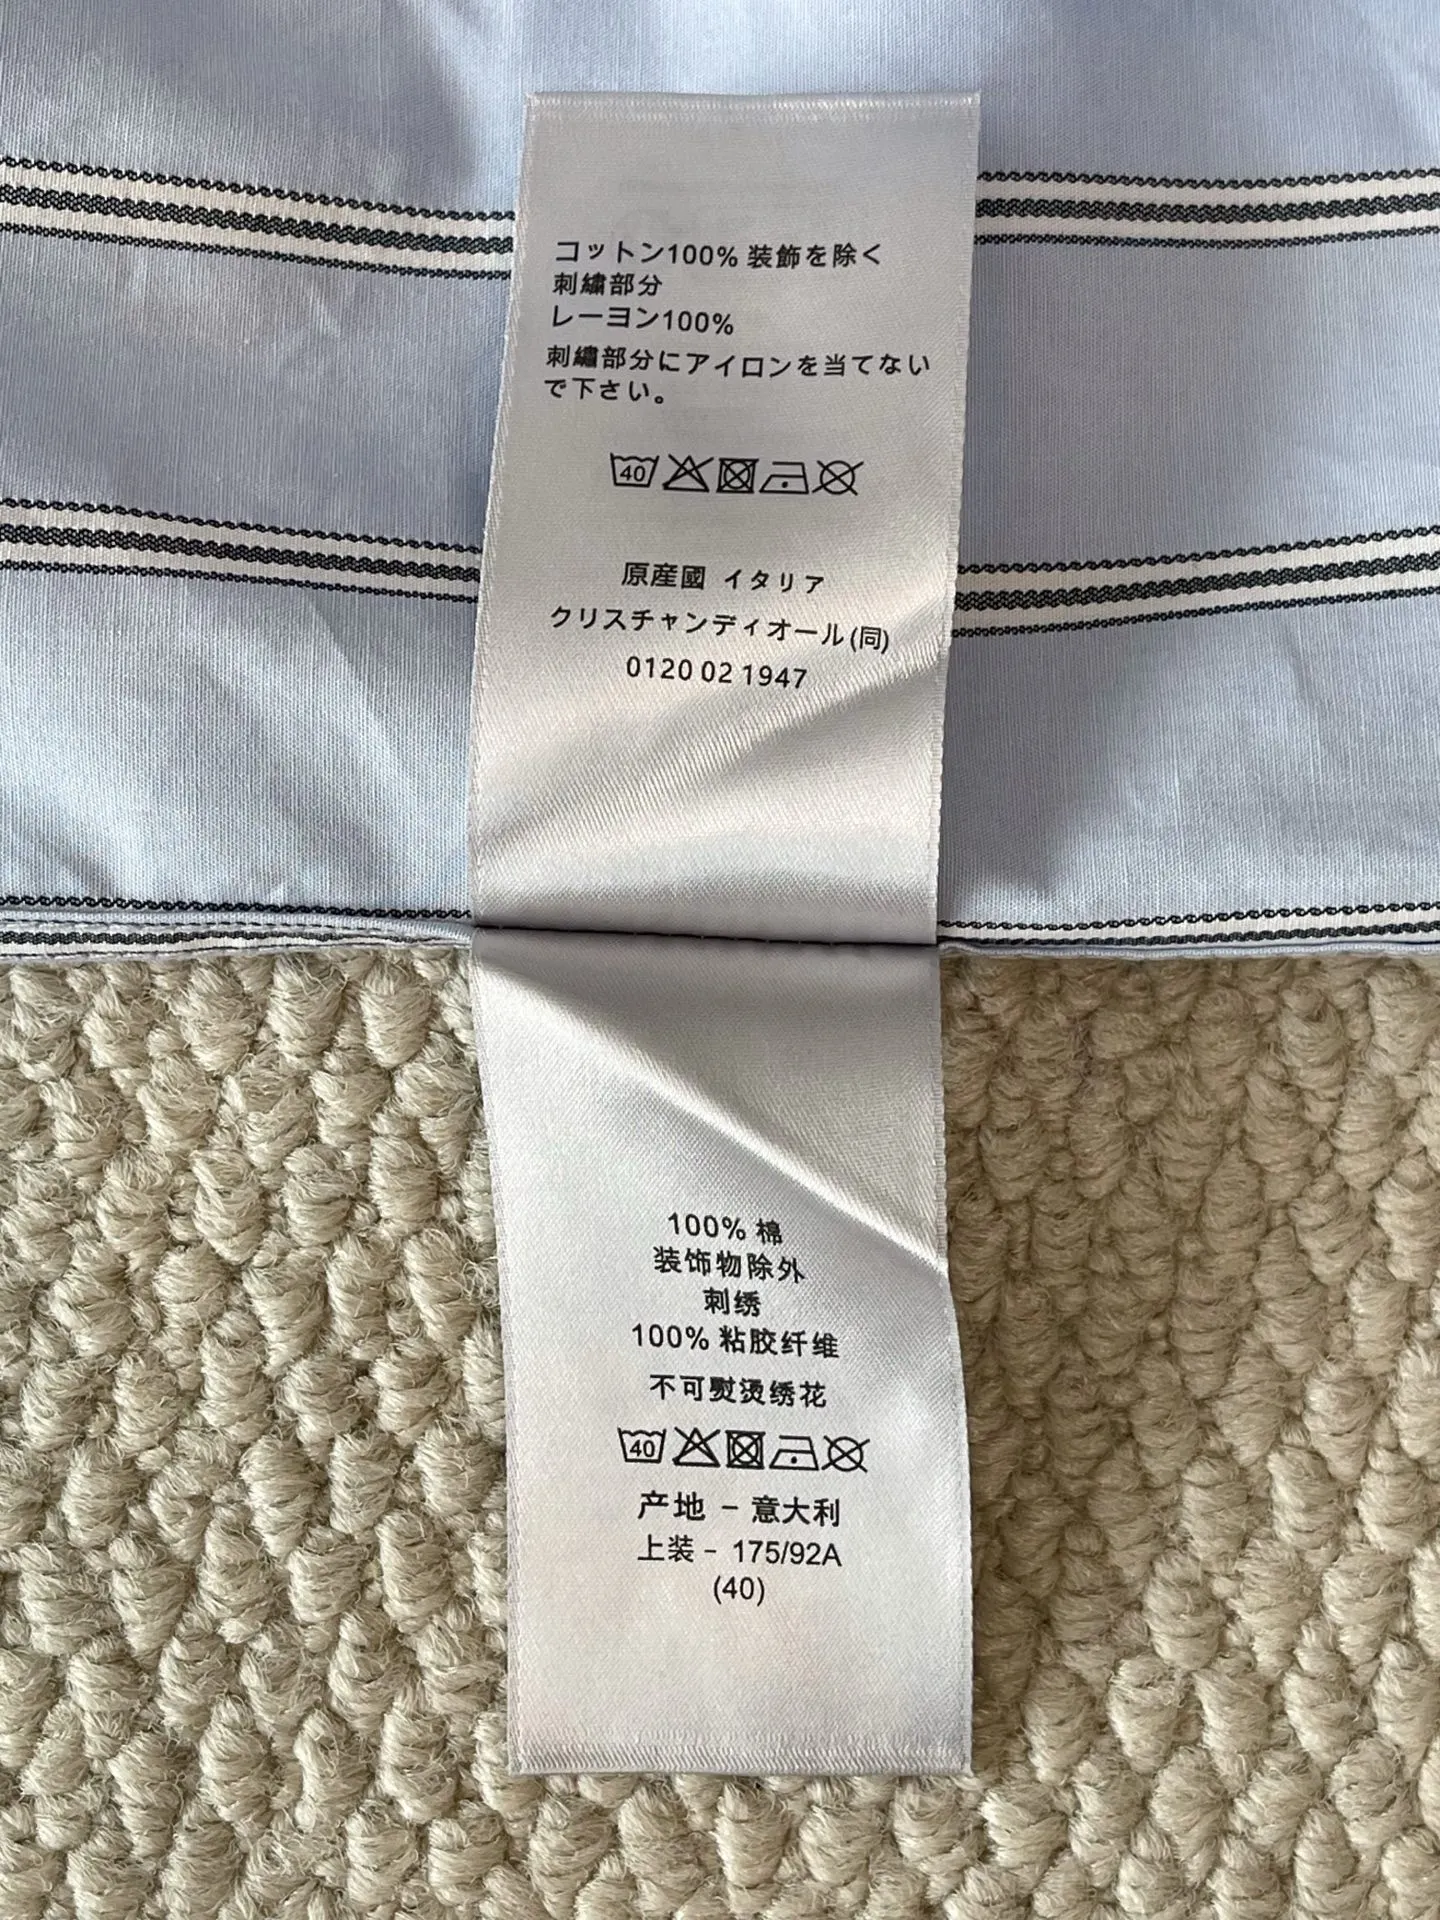 コットン100% 装飾を除く
刺繍部分
レーヨン100%
刺繍部分にアイロンを当てない
で下さい。
40
原産國 イタリア
クリスチャンディオール(同)
0120 02 1947
100% 棉
装饰物除外
刺绣
100% 粘胶纤维
不可熨烫绣花
40
产地 - 意大利
上装 - 175/92A
(40)